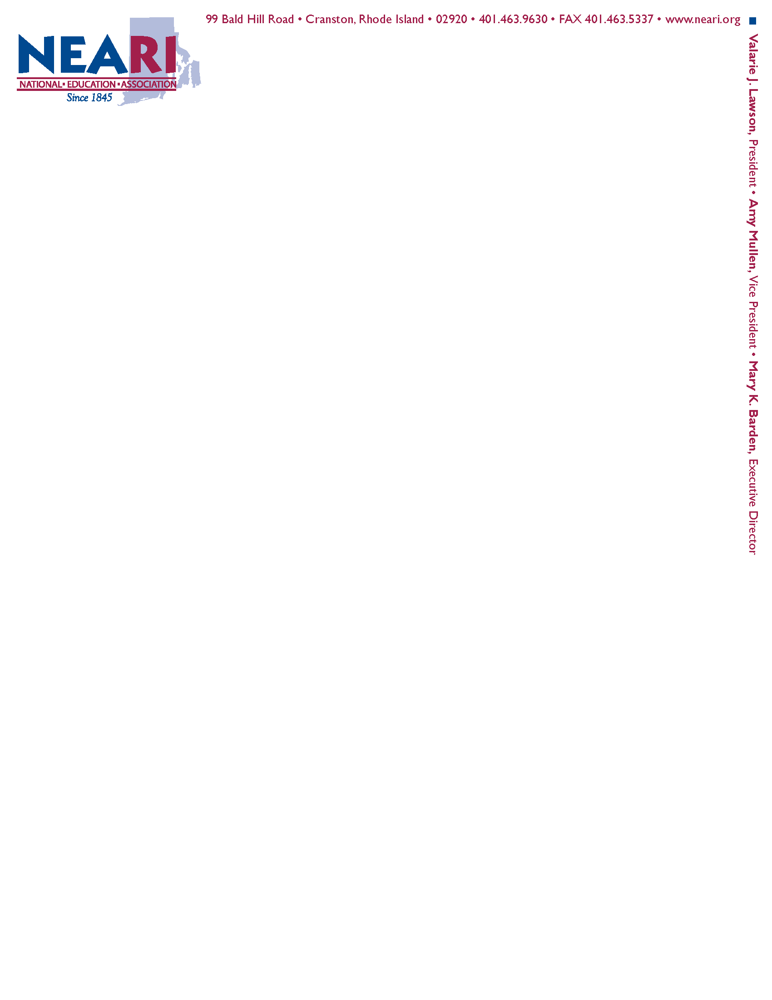 99 Bald Hill Road • Cranston, Rhode Island • 02920 • 401.463.9630 • FAX 401.463.5337 • www.neari.org ■
NEARI
NATIONAL▪EDUCATION▪ASSOCIATION
Since 1845
Valarie J. Lawson, President • Amy Mullen, Vice President • Mary K. Barden, Executive Director